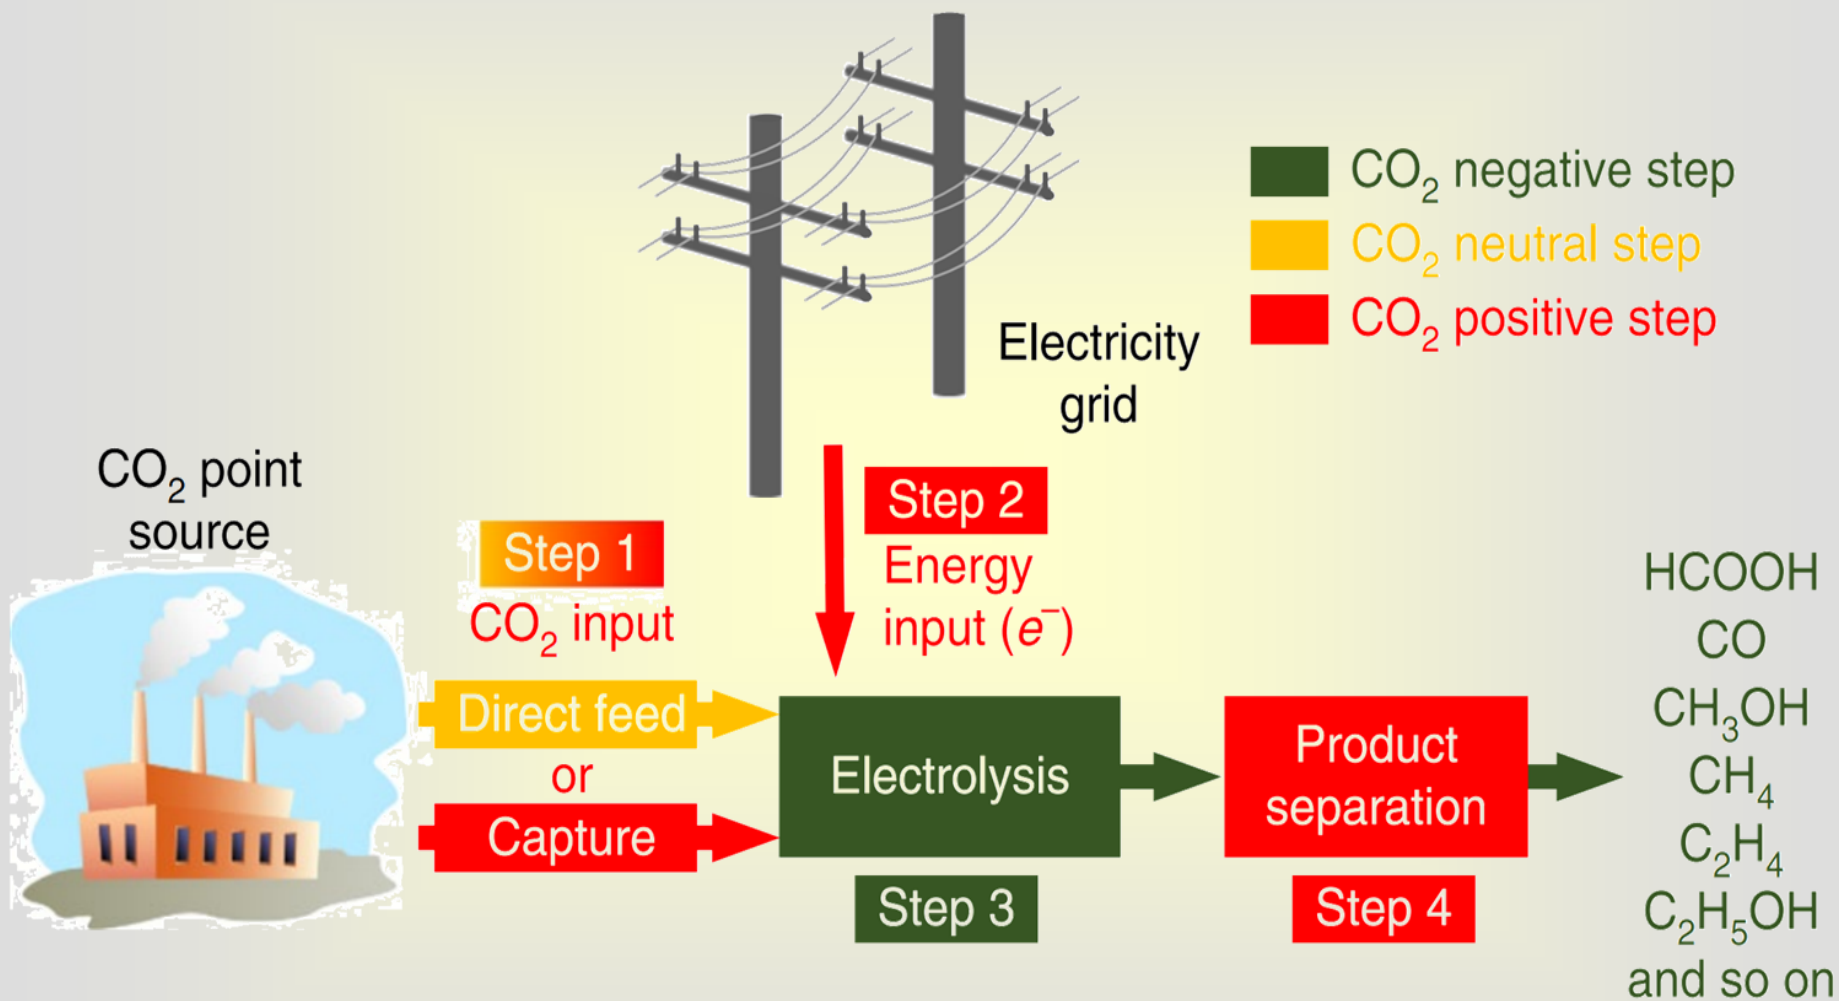 CO₂ negative step
CO₂ neutral step
CO₂ positive step
Electricity
grid
CO₂ point
source
Step 1
CO₂ input
Step 2
Energy
input (e⁻)
Direct feed
or
Capture
Electrolysis
Step 3
Product
separation
Step 4
HCOOH
CO
CH₃OH
CH₄
C₂H₄
C₂H₅OH
and so on